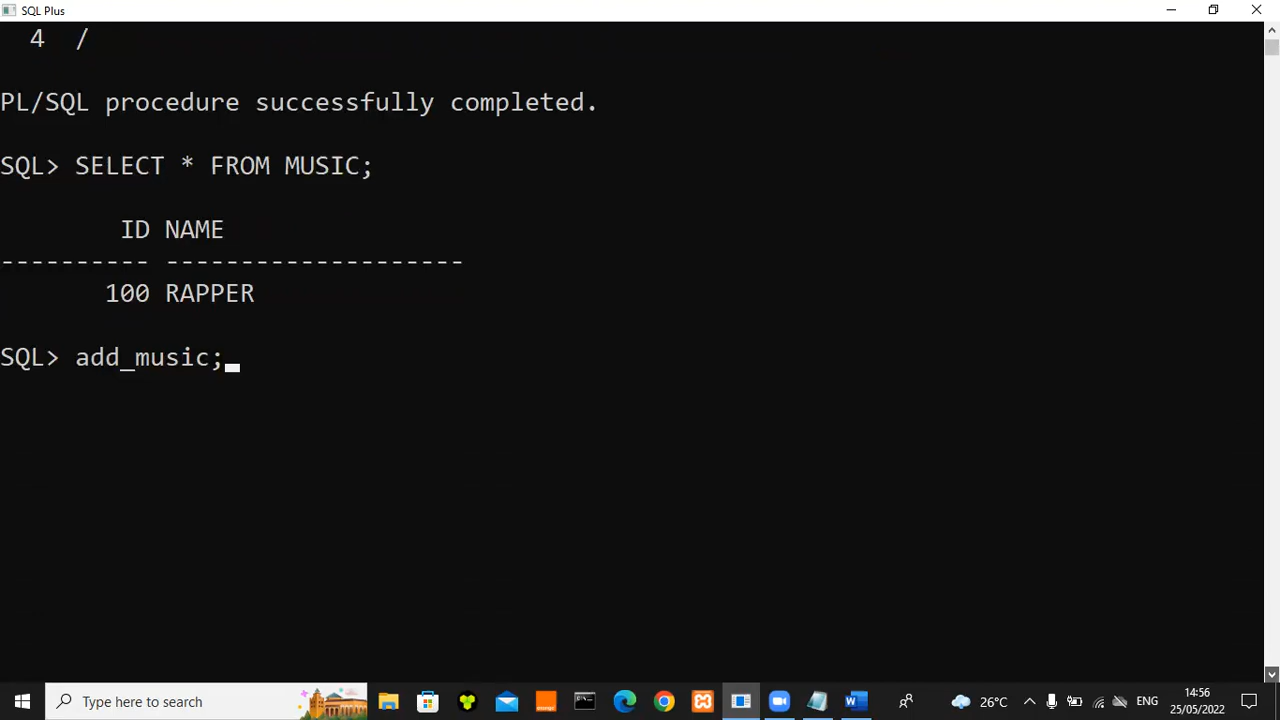 SQL Plus
4 /
PL/SQL procedure successfully completed.
SQL> SELECT * FROM MUSIC;
ID NAME
---------- --------------------
100 RAPPER
SQL> add_music;
Type here to search
26°C
ENG
14:56
25/05/2022